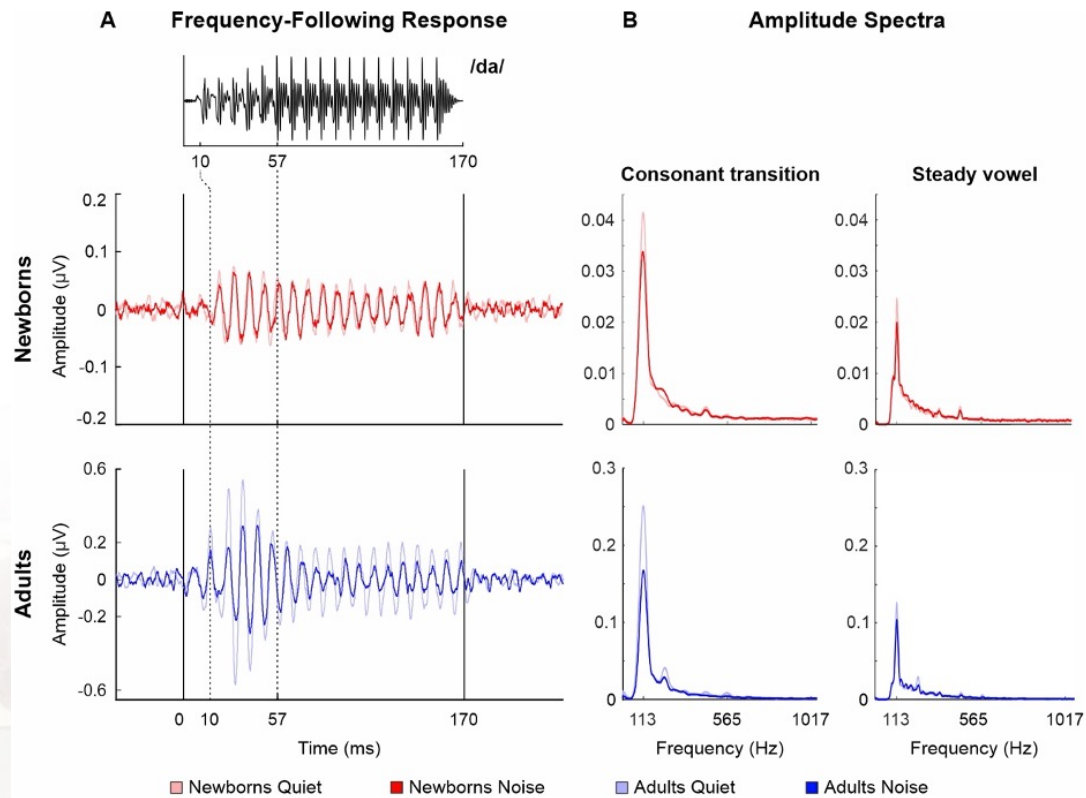 A Frequency-Following Response
B Amplitude Spectra
/da/
10 57 170
Consonant transition
Steady vowel
Newborns
Amplitude (µV)
0.2
0.1
0
-0.1
-0.2
0.04
0.03
0.02
0.01
0
0.04
0.03
0.02
0.01
0
Adults
Amplitude (µV)
0.6
0.2
0
-0.2
-0.6
0 10 57 170
Time (ms)
0.3
0.2
0.1
0
113 565 1017
Frequency (Hz)
0.3
0.2
0.1
0
113 565 1017
Frequency (Hz)
Newborns Quiet Newborns Noise Adults Quiet Adults Noise